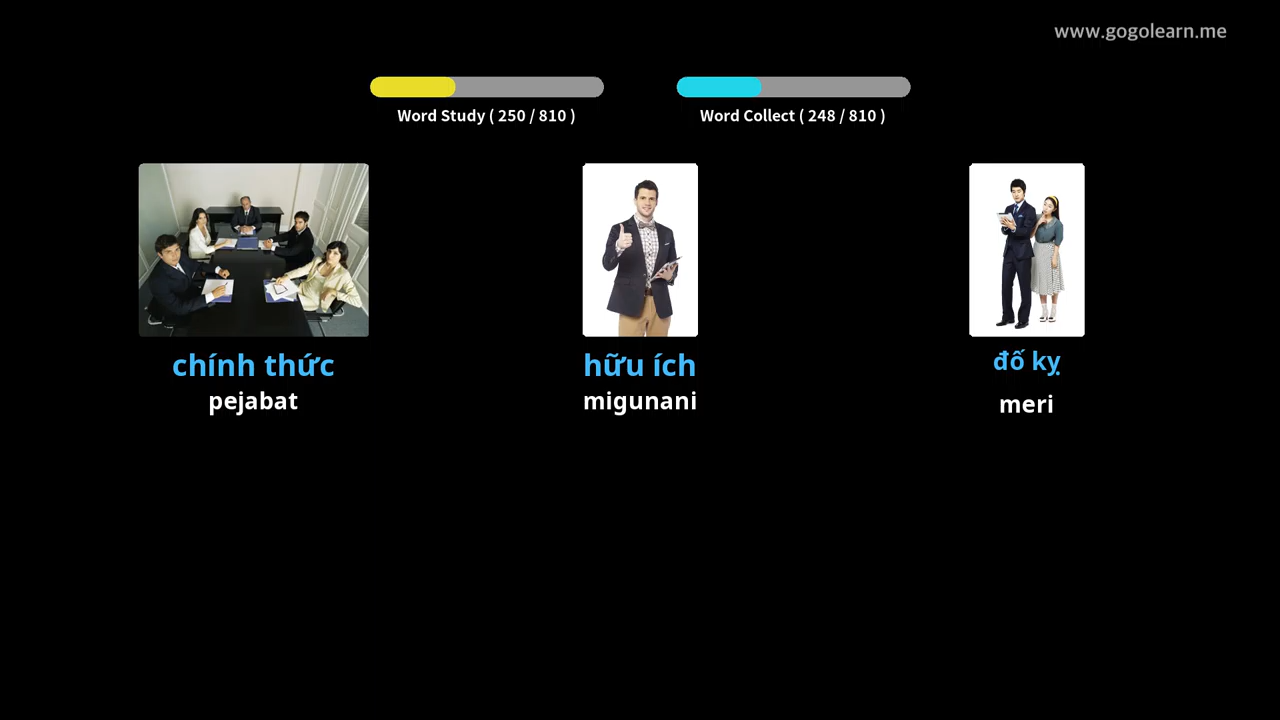 www.gogolearn.me
Word Study ( 250 / 810 )
Word Collect ( 248 / 810 )
chính thức
pejabat
hữu ích
migunani
đố kỵ
meri